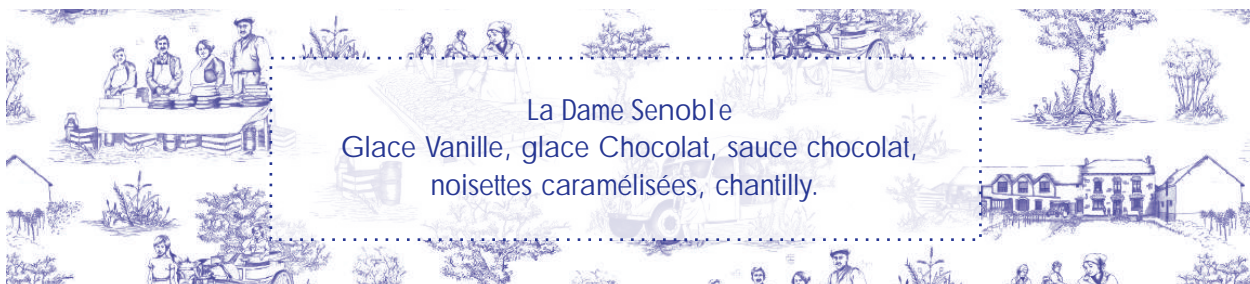 La Dame Senoble
Glace Vanille, glace Chocolat, sauce chocolat,
noisettes caramélisées, chantilly.